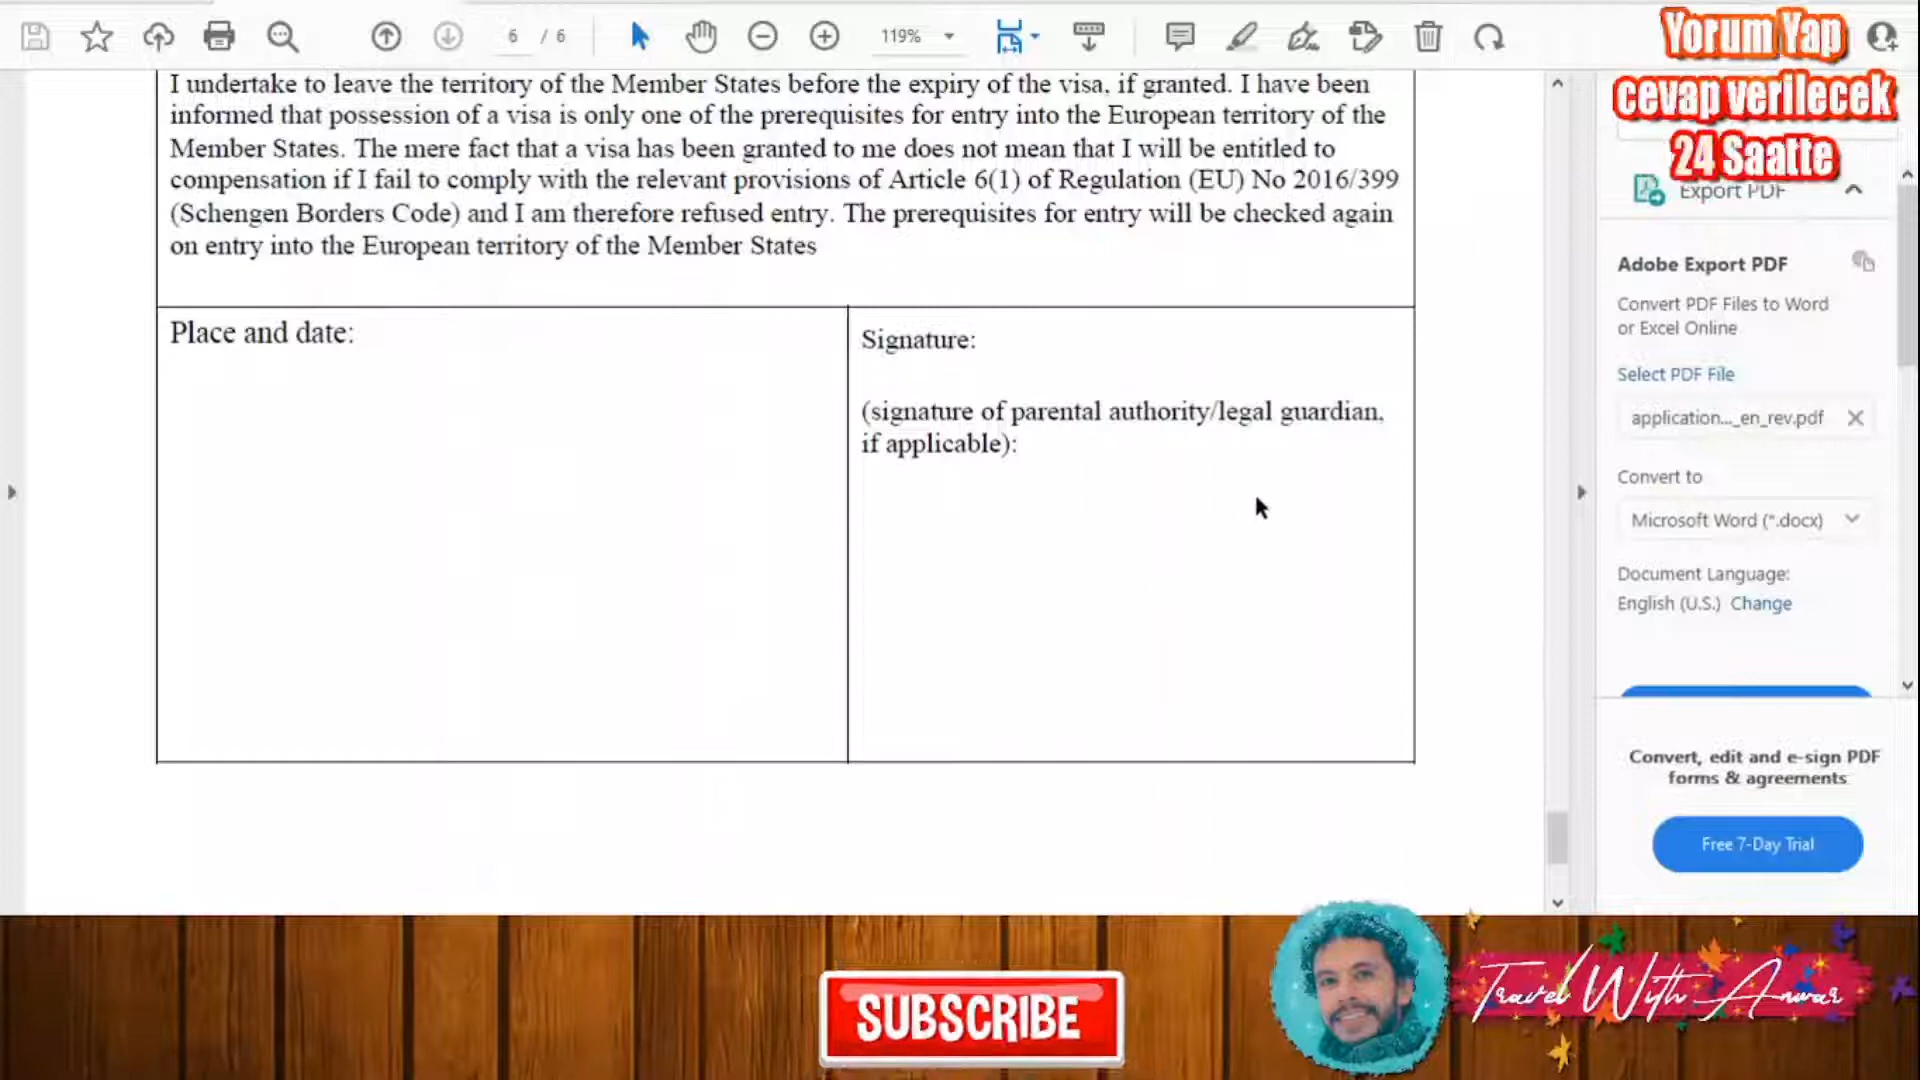 6 / 6
119%
Yorum Yap
cevap verilecek
24 Saatte
I undertake to leave the territory of the Member States before the expiry of the visa, if granted. I have been
informed that possession of a visa is only one of the prerequisites for entry into the European territory of the
Member States. The mere fact that a visa has been granted to me does not mean that I will be entitled to
compensation if I fail to comply with the relevant provisions of Article 6(1) of Regulation (EU) No 2016/399
(Schengen Borders Code) and I am therefore refused entry. The prerequisites for entry will be checked again
on entry into the European territory of the Member States
Place and date:
Signature:
(signature of parental authority/legal guardian,
if applicable):
Export PDF
Adobe Export PDF
Convert PDF Files to Word
or Excel Online
Select PDF File
application..._en_rev.pdf
Convert to
Microsoft Word (*.docx)
Document Language:
English (U.S.) Change
Convert, edit and e-sign PDF
forms & agreements
Free 7-Day Trial
SUBSCRIBE
Travel With Anwar